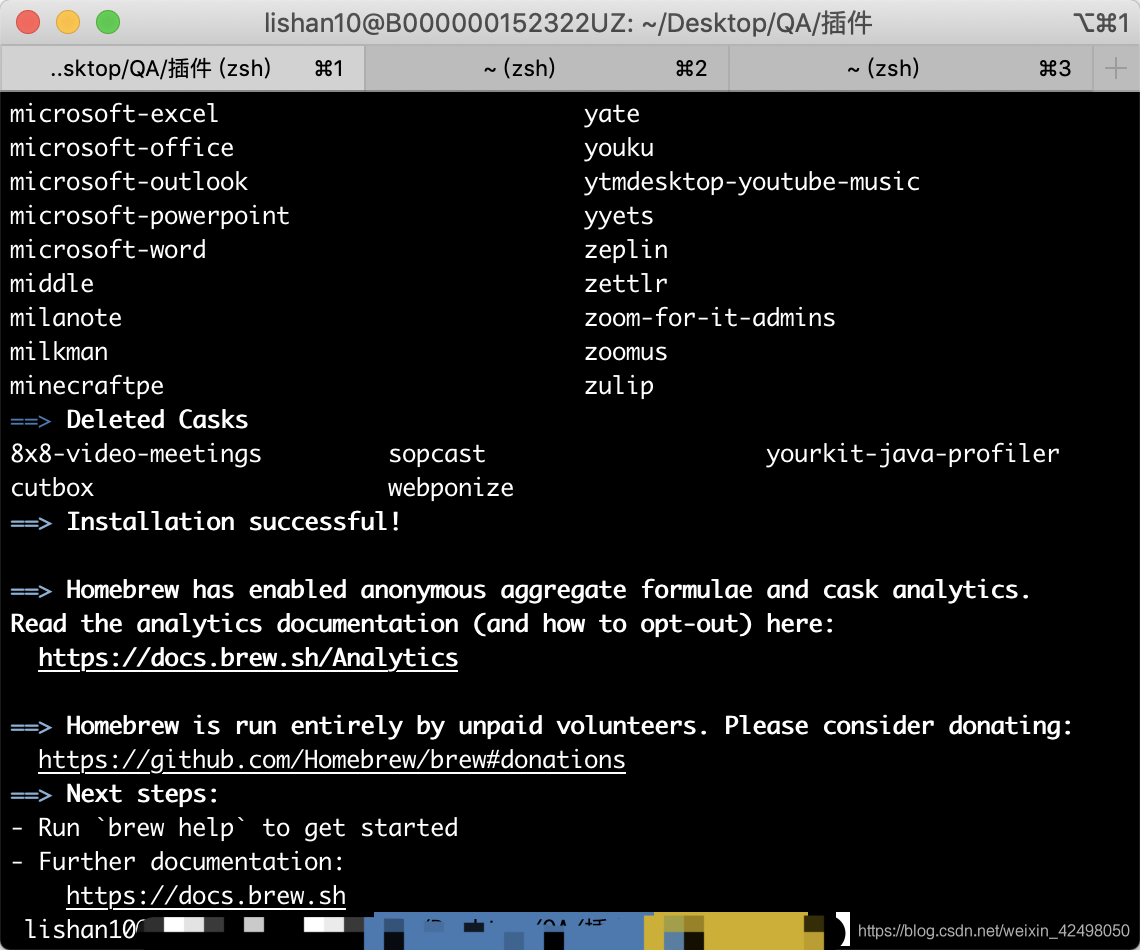 lishan10@B000000152322UZ: ~/Desktop/QA/插件 ⌥⌘1
..sktop/QA/插件 (zsh) ⌘1 ~ (zsh) ⌘2 ~ (zsh) ⌘3
microsoft-excel yate
microsoft-office youku
microsoft-outlook ytmdesktop-youtube-music
microsoft-powerpoint yyets
microsoft-word zeplin
middle zettlr
milanote zoom-for-it-admins
milkman zoomus
minecraftpe zulip
==> Deleted Casks
8x8-video-meetings sopcast yourkit-java-profiler
cutbox webponize
==> Installation successful!
==> Homebrew has enabled anonymous aggregate formulae and cask analytics.
Read the analytics documentation (and how to opt-out) here:
https://docs.brew.sh/Analytics
==> Homebrew is run entirely by unpaid volunteers. Please consider donating:
https://github.com/Homebrew/brew#donations
==> Next steps:
- Run `brew help` to get started
- Further documentation:
https://docs.brew.sh
lishan10
https://blog.csdn.net/weixin_42498050